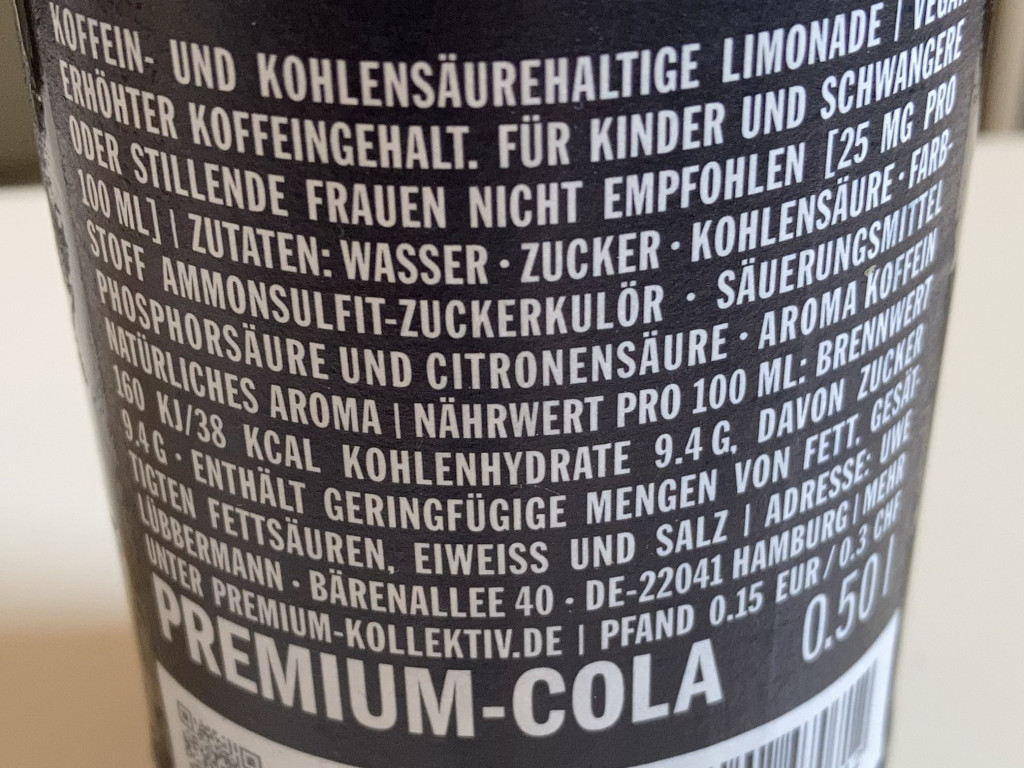 KOFFEIN- UND KOHLENSÄUREHALTIGE LIMONADE | VEGAN
ERHÖHTER KOFFEINGEHALT. FÜR KINDER UND SCHWANGERE
ODER STILLENDE FRAUEN NICHT EMPFOHLEN [25 MG PRO
100 ML] | ZUTATEN: WASSER · ZUCKER · KOHLENSÄURE · FARB-
STOFF AMMONSULFIT-ZUCKERKULÖR · SÄUERUNGSMITTEL
PHOSPHORSÄURE UND CITRONENSÄURE · AROMA KOFFEIN
NATÜRLICHES AROMA | NÄHRWERT PRO 100 ML: BRENNWERT
160 KJ/38 KCAL KOHLENHYDRATE 9.4 G, DAVON ZUCKER
9.4 G · ENTHÄLT GERINGFÜGIGE MENGEN VON FETT, GESÄT-
TIGTEN FETTSÄUREN, EIWEISS UND SALZ | ADRESSE: UWE
LÜBBERMANN · BÄRENALLEE 40 · DE-22041 HAMBURG | MEHR
UNTER PREMIUM-KOLLEKTIV.DE | PFAND 0.15 EUR / 0.3 CHF
PREMIUM-COLA 0.50 l